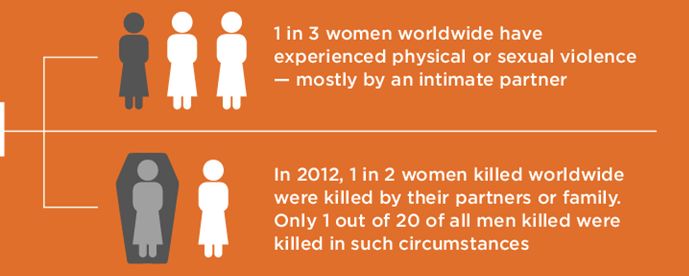 1 in 3 women worldwide have
experienced physical or sexual violence
— mostly by an intimate partner
In 2012, 1 in 2 women killed worldwide
were killed by their partners or family.
Only 1 out of 20 of all men killed were
killed in such circumstances